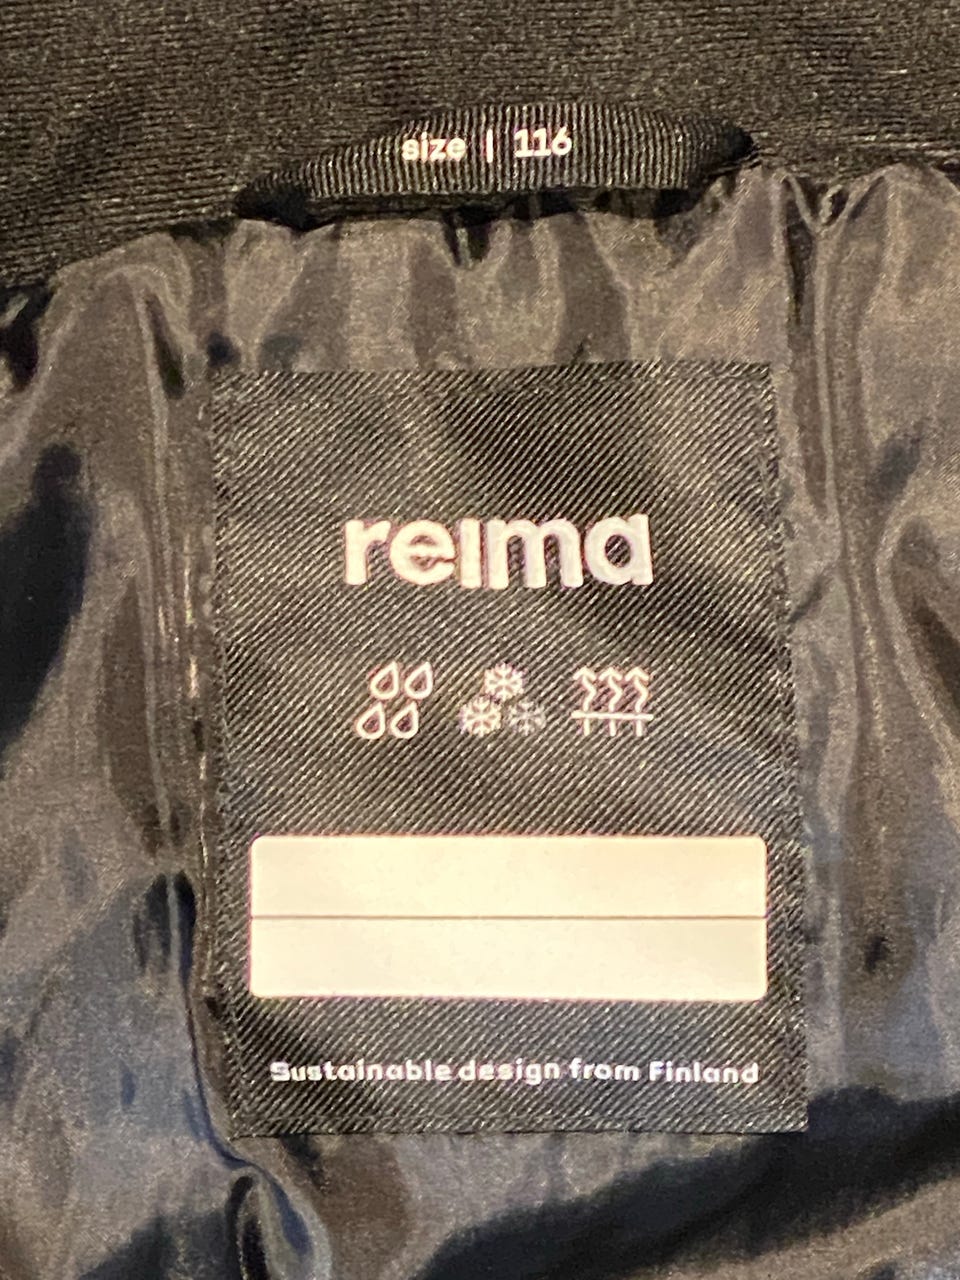 size | 116
reima
Sustainable design from Finland